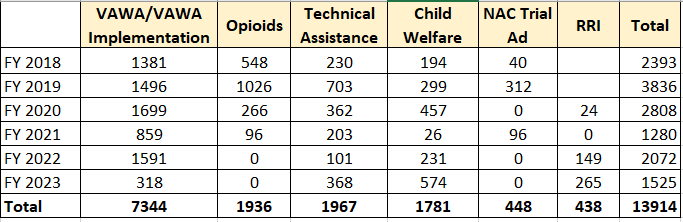 VAWA/VAWA Implementation Opioids Technical Assistance Child Welfare NAC Trial Ad RRI Total
FY 2018 1381 548 230 194 40 2393
FY 2019 1496 1026 703 299 312 3836
FY 2020 1699 266 362 457 0 24 2808
FY 2021 859 96 203 26 96 0 1280
FY 2022 1591 0 101 231 0 149 2072
FY 2023 318 0 368 574 0 265 1525
Total 7344 1936 1967 1781 448 438 13914